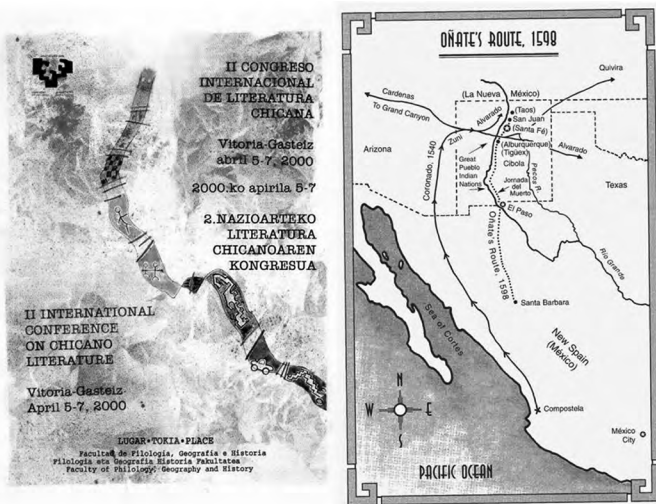 II CONGRESO
INTERNACIONAL
DE LITERATURA
CHICANA
Vitoria-Gasteiz
abril 5-7, 2000
2000.ko apirila 5-7
2.NAZIOARTEKO
LITERATURA
CHICANOAREN
KONGRESUA
II INTERNATIONAL
CONFERENCE
ON CHICANO
LITERATURE
Vitoria-Gasteiz
April 5-7, 2000
LUGAR•TOKIA•PLACE
Facultad de Filología, Geografía e Historia
Filologia eta Geografia Historia Fakultatea
Faculty of Philology, Geography and History
OÑATE'S ROUTE, 1598
Quivira
Cardenas
To Grand Canyon
(La Nueva México)
Alvarado
(Taos)
San Juan
(Santa Fé)
Zuni
(Alburquerque)
(Tigüex)
Alvarado
Cibola
Arizona
Coronado, 1540
Great
Pueblo
Indian
Nations
Pecos R.
Jornada
del
Muerto
Texas
El Paso
Oñate's Route, 1598
Rio Grande
Santa Barbara
Sea of Cortes
New Spain
(México)
N
W
E
S
Compostela
México
City
PACIFIC OCEAN